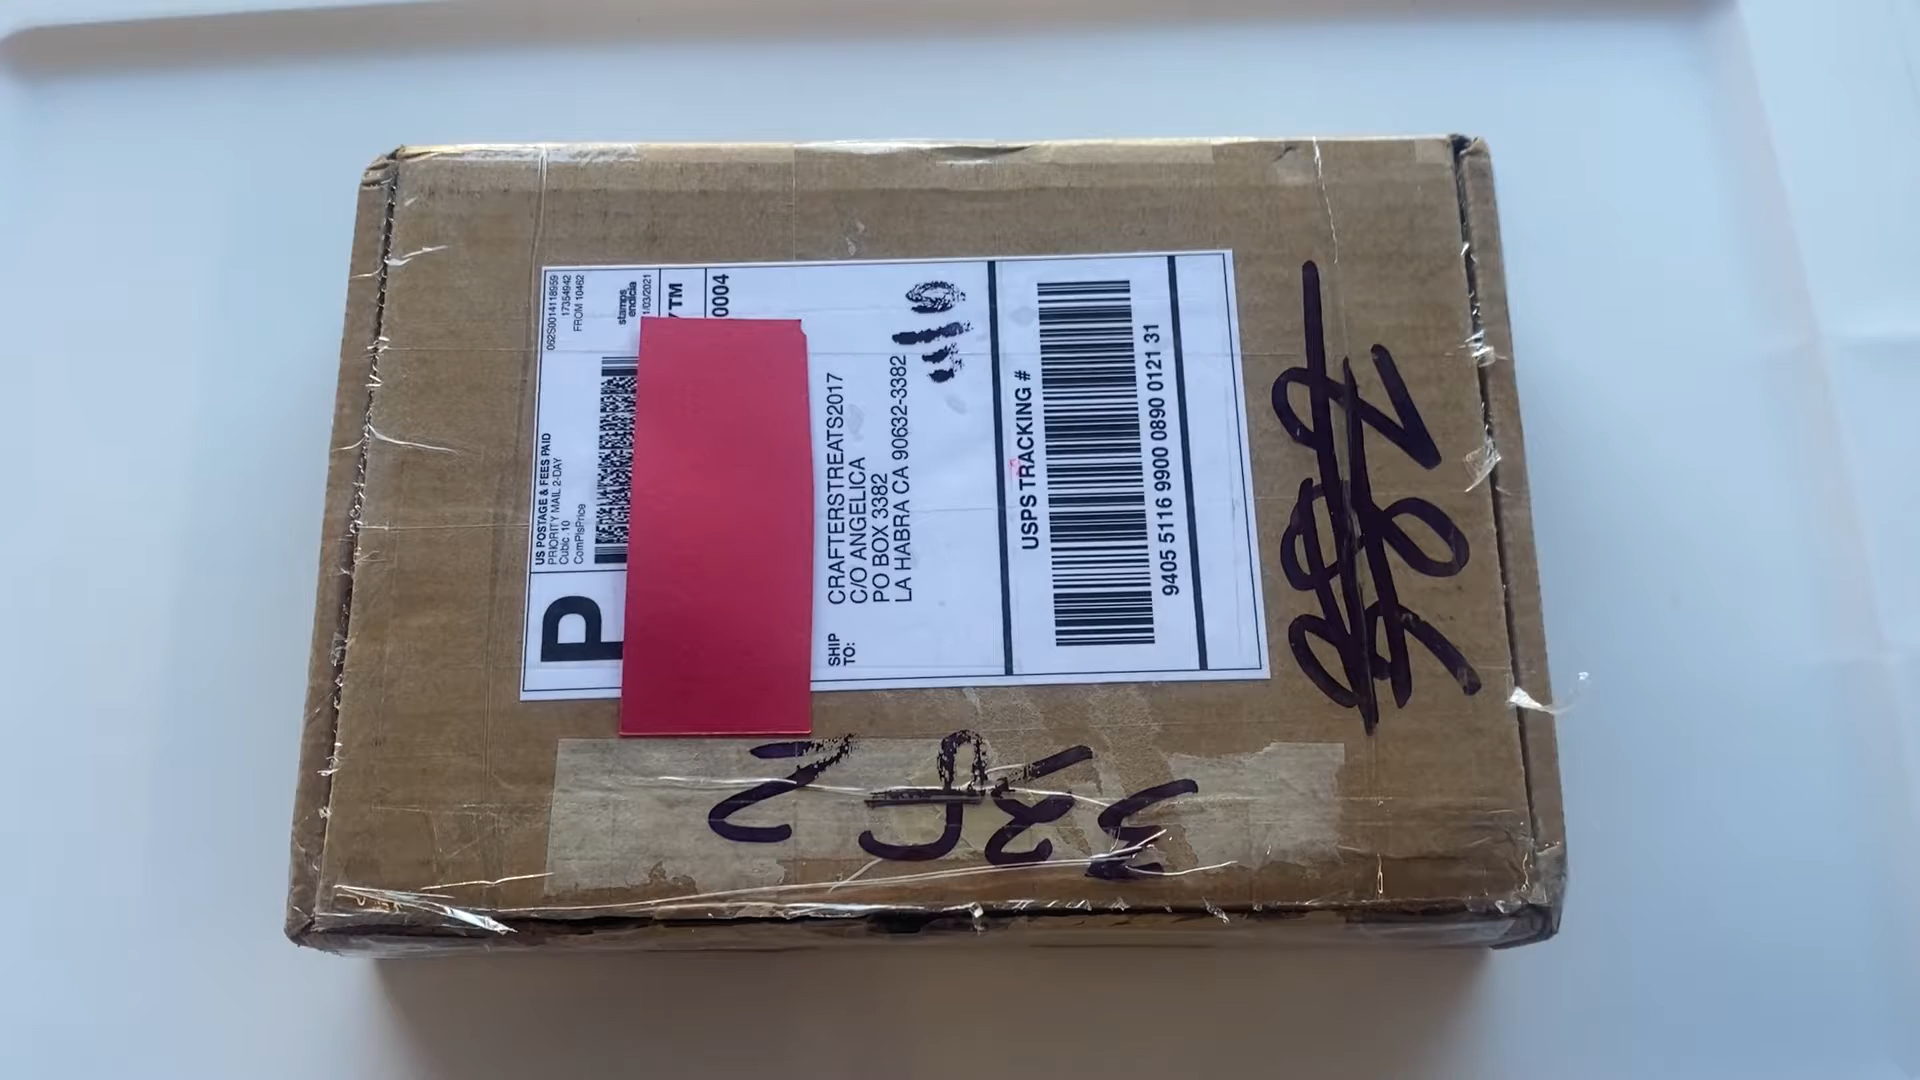 P
US POSTAGE & FEES PAID
PRIORITY MAIL 2-DAY
Cubic .10
ComPlsPrice
062S0014118959
17354942
FROM 10462
stamps
endicia
1/03/2021
TM
0004
SHIP
TO:
CRAFTERSTREATS2017
C/O ANGELICA
PO BOX 3382
LA HABRA CA 90632-3382
USPS TRACKING #
9405 5116 9900 0890 0121 31